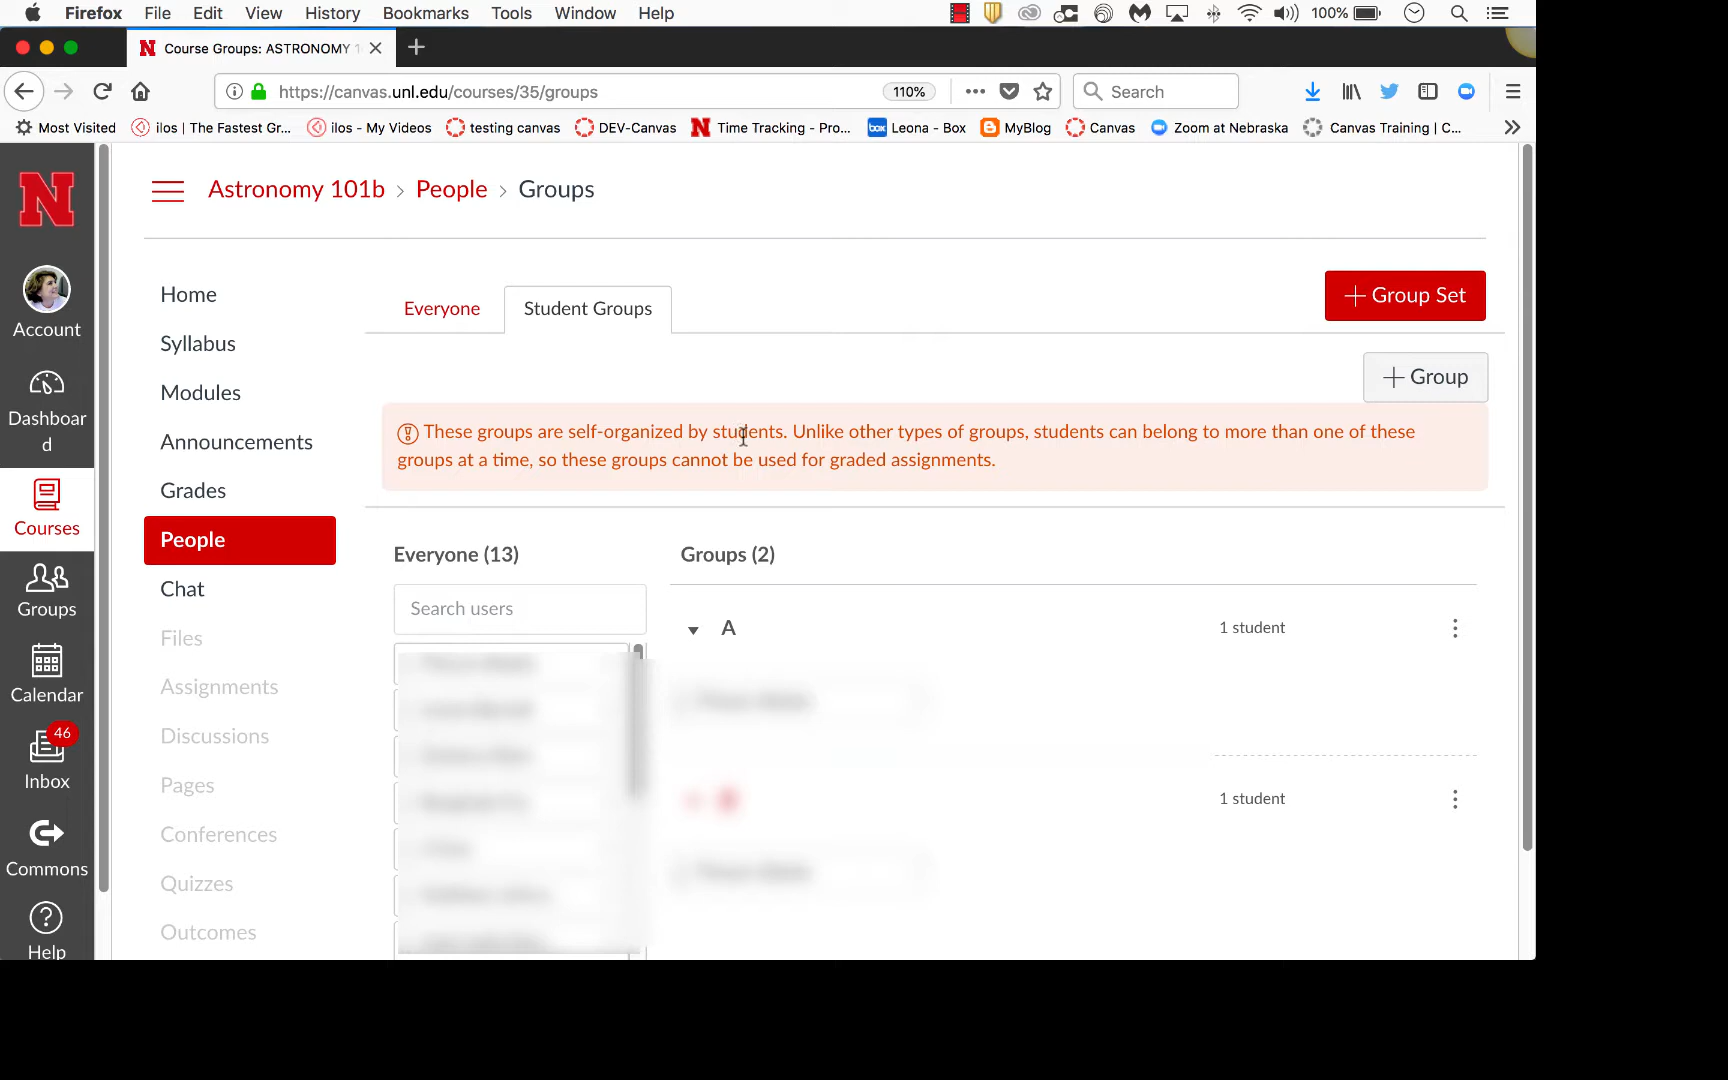 Firefox File Edit View History Bookmarks Tools Window Help 100%
Course Groups: ASTRONOMY 1
https://canvas.unl.edu/courses/35/groups 110% Search
Most Visited ilos | The Fastest Gr... ilos - My Videos testing canvas DEV-Canvas Time Tracking - Pro... Leona - Box MyBlog Canvas Zoom at Nebraska Canvas Training | C...
Astronomy 101b > People > Groups
Account
Dashboar
d
Courses
Groups
Calendar
46
Inbox
Commons
Help
Home
Syllabus
Modules
Announcements
Grades
People
Chat
Files
Assignments
Discussions
Pages
Conferences
Quizzes
Outcomes
Everyone Student Groups
+ Group Set
+ Group
These groups are self-organized by students. Unlike other types of groups, students can belong to more than one of these
groups at a time, so these groups cannot be used for graded assignments.
Everyone (13)
Search users
Groups (2)
A 1 student
1 student